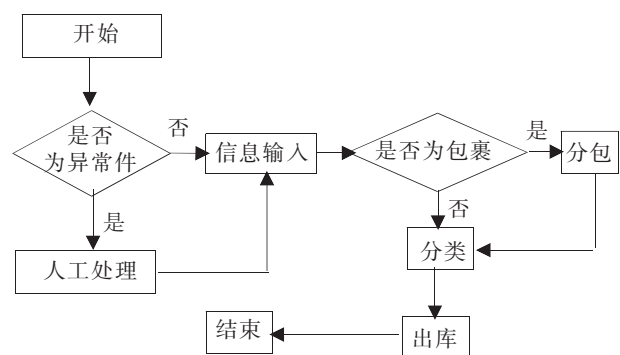 开始
是否
为异常件
否
信息输入
是否为包裹
是
分包
是
否
人工处理
分类
结束
出库